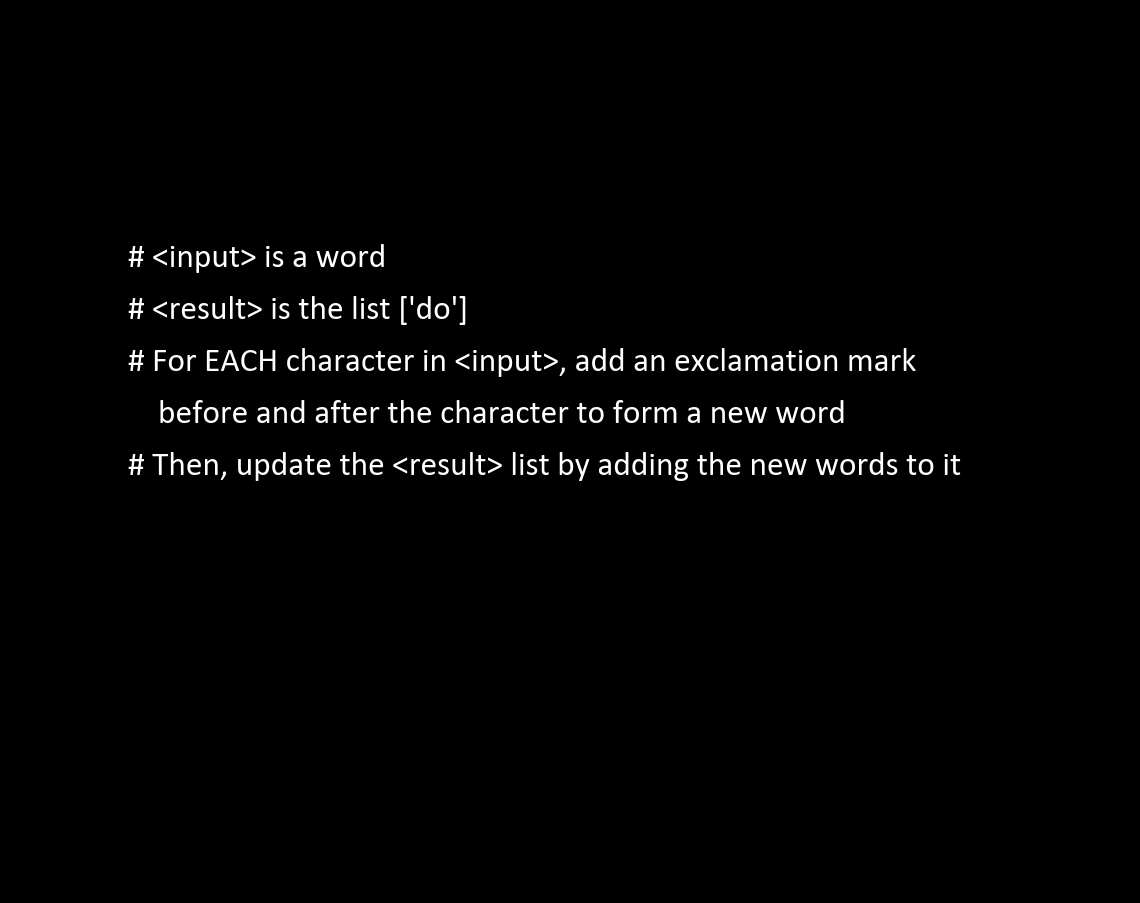 # <input> is a word
# <result> is the list ['do']
# For EACH character in <input>, add an exclamation mark
before and after the character to form a new word
# Then, update the <result> list by adding the new words to it